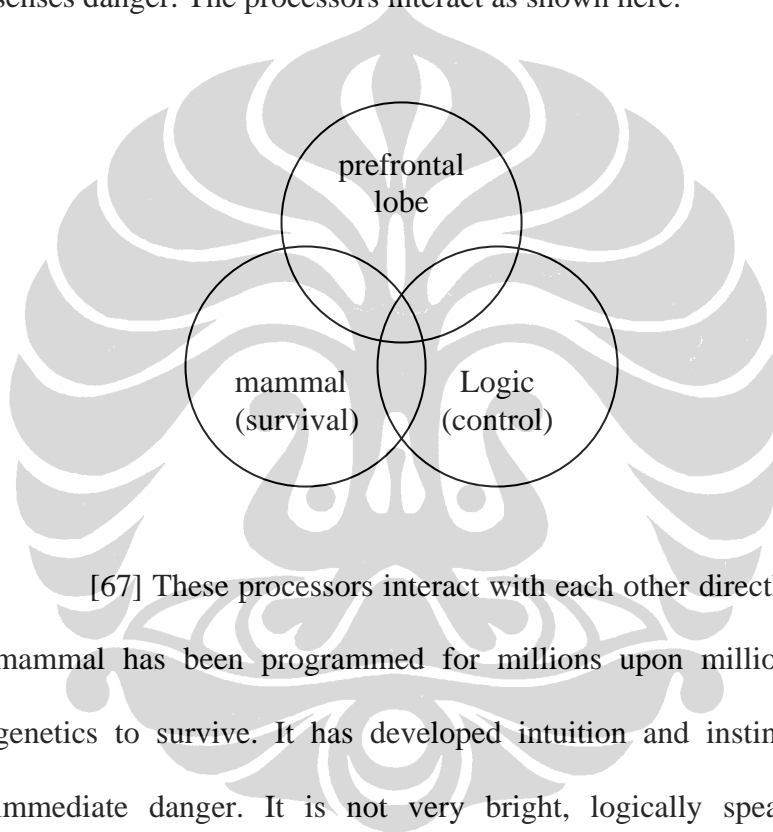 senses danger. The processors interact as shown here.
prefrontal
lobe
mammal
(survival)
Logic
(control)
[67] These processors interact with each other directl
mammal has been programmed for millions upon millio
genetics to survive. It has developed intuition and instin
immediate danger. It is not very bright, logically spea